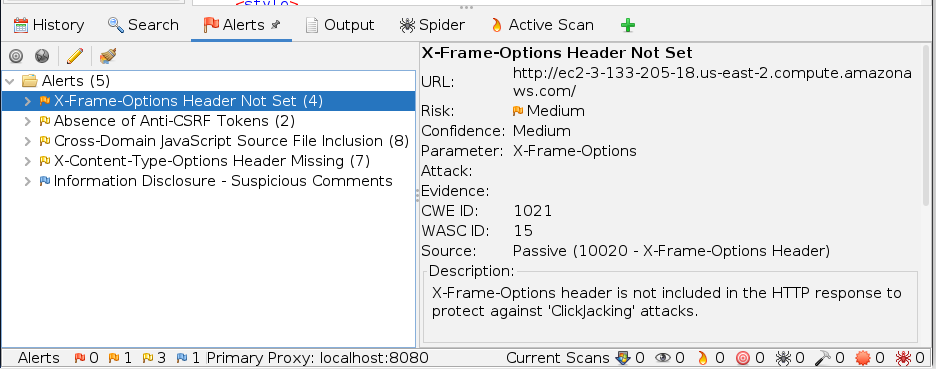 <style>
History Search Alerts Output Spider Active Scan
Alerts (5)
X-Frame-Options Header Not Set (4)
Absence of Anti-CSRF Tokens (2)
Cross-Domain JavaScript Source File Inclusion (8)
X-Content-Type-Options Header Missing (7)
Information Disclosure - Suspicious Comments
X-Frame-Options Header Not Set
URL: http://ec2-3-133-205-18.us-east-2.compute.amazona
ws.com/
Risk: Medium
Confidence: Medium
Parameter: X-Frame-Options
Attack:
Evidence:
CWE ID: 1021
WASC ID: 15
Source: Passive (10020 - X-Frame-Options Header)
Description:
X-Frame-Options header is not included in the HTTP response to
protect against 'ClickJacking' attacks.
Alerts 0 1 3 1 Primary Proxy: localhost:8080 Current Scans 0 0 0 0 0 0 0 0